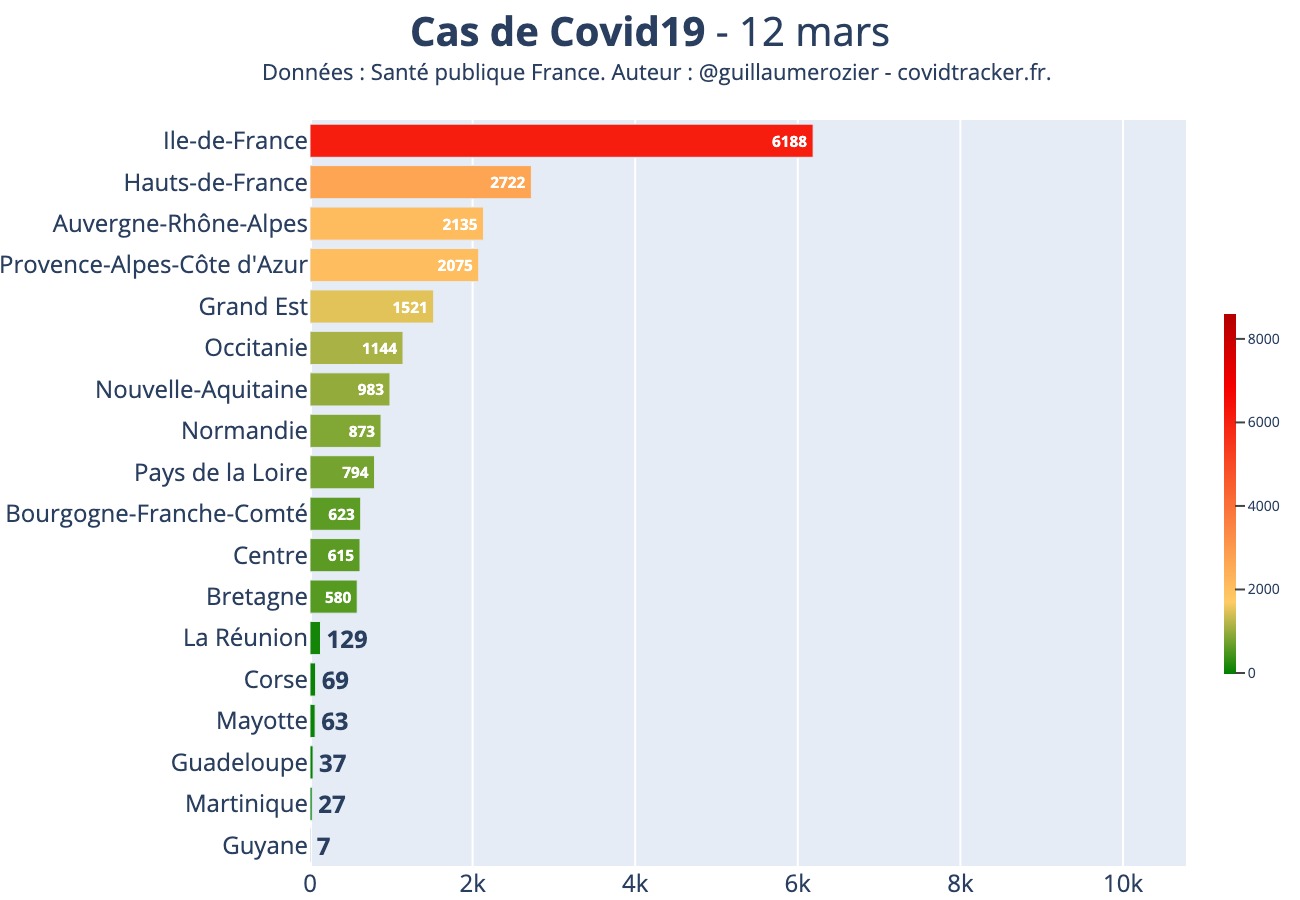 Cas de Covid19 - 12 mars
Données : Santé publique France. Auteur : @guillaumerozier - covidtracker.fr.
Ile-de-France 6188
Hauts-de-France 2722
Auvergne-Rhône-Alpes 2135
Provence-Alpes-Côte d'Azur 2075
Grand Est 1521
Occitanie 1144
Nouvelle-Aquitaine 983
Normandie 873
Pays de la Loire 794
Bourgogne-Franche-Comté 623
Centre 615
Bretagne 580
La Réunion 129
Corse 69
Mayotte 63
Guadeloupe 37
Martinique 27
Guyane 7
0 2k 4k 6k 8k 10k
8000
6000
4000
2000
0